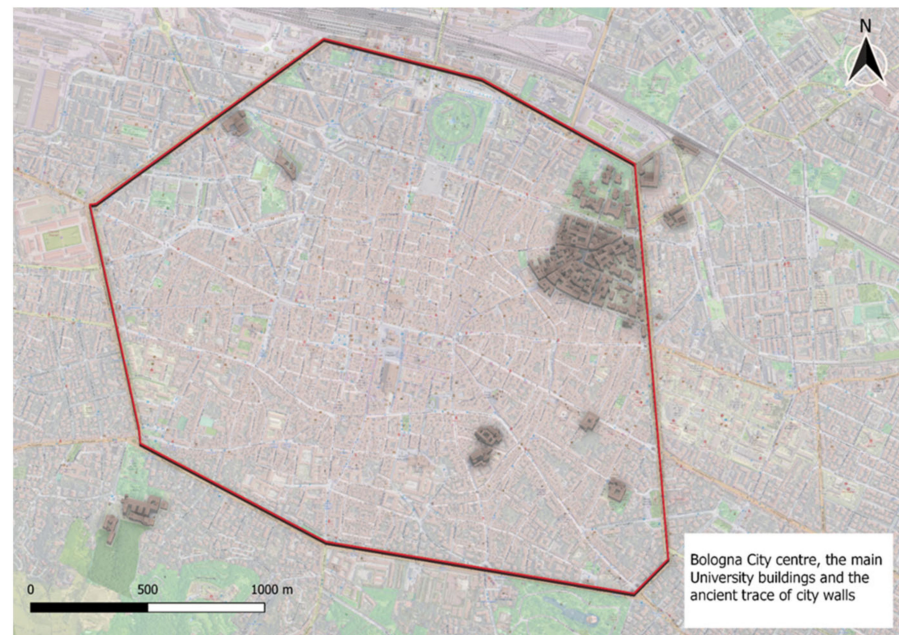 N
0 500 1000 m
Bologna City centre, the main
University buildings and the
ancient trace of city walls